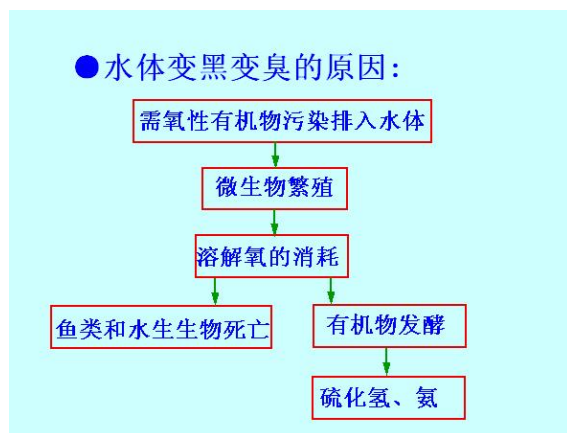 ●水体变黑变臭的原因:
需氧性有机物污染排入水体
微生物繁殖
溶解氧的消耗
鱼类和水生生物死亡
有机物发酵
硫化氢、氨